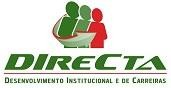 DIRECTA
DESENVOLVIMENTO INSTITUCIONAL E DE CARREIRAS